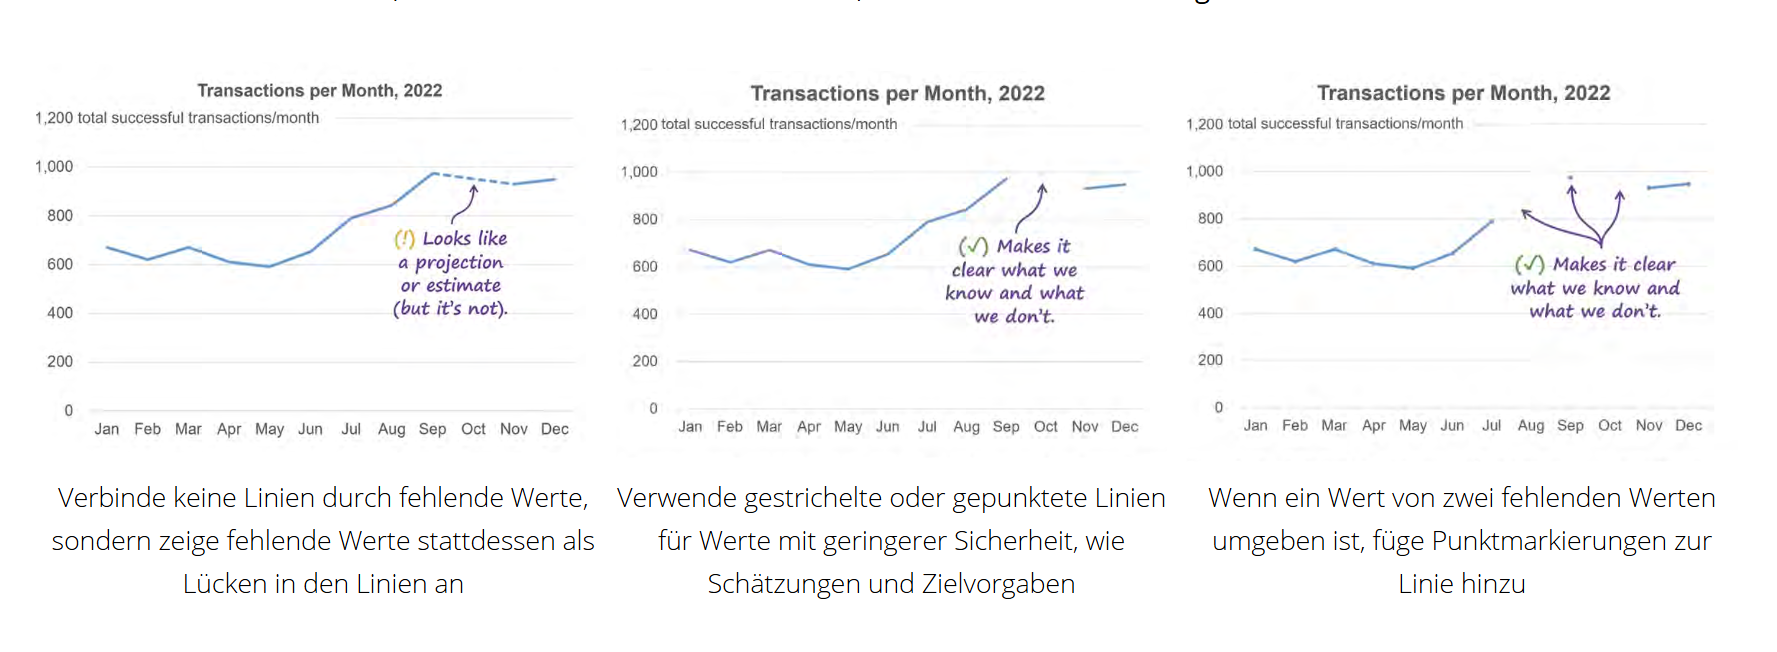 Transactions per Month, 2022
1,200 total successful transactions/month
1,000
800
600
400
200
0
Jan Feb Mar Apr May Jun Jul Aug Sep Oct Nov Dec
(!) Looks like
a projection
or estimate
(but it's not).
Verbinde keine Linien durch fehlende Werte,
sondern zeige fehlende Werte stattdessen als
Lücken in den Linien an
Transactions per Month, 2022
1,200 total successful transactions/month
1,000
800
600
400
200
0
Jan Feb Mar Apr May Jun Jul Aug Sep Oct Nov Dec
(✓) Makes it
clear what we
know and what
we don't.
Verwende gestrichelte oder gepunktete Linien
für Werte mit geringerer Sicherheit, wie
Schätzungen und Zielvorgaben
Transactions per Month, 2022
1,200 total successful transactions/month
1,000
800
600
400
200
0
Jan Feb Mar Apr May Jun Jul Aug Sep Oct Nov Dec
(✓) Makes it clear
what we know and
what we don't.
Wenn ein Wert von zwei fehlenden Werten
umgeben ist, füge Punktmarkierungen zur
Linie hinzu